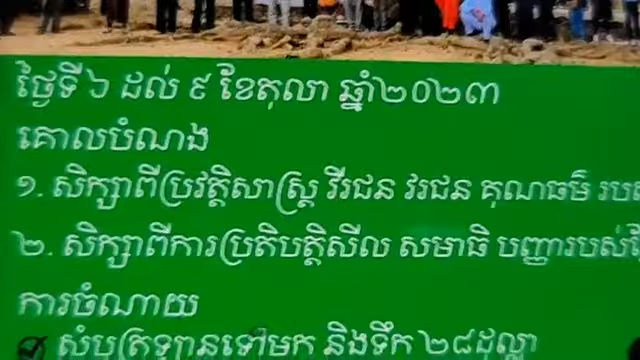 ថ្ងៃទី ៦ ដល់ ៩ ខែតុលា ឆ្នាំ២០២៣
គោលបំណង
១. សិក្សាពីប្រវត្តិសាស្ត្រ វីរជន វរជន គុណធម៌
២. សិក្សាពីការប្រតិបត្តិសីល សមាធិ បញ្ញារបស់
ការចំណាយ
សំបុត្រឡានទៅមក និងទឹក ២៨ដុល្លា